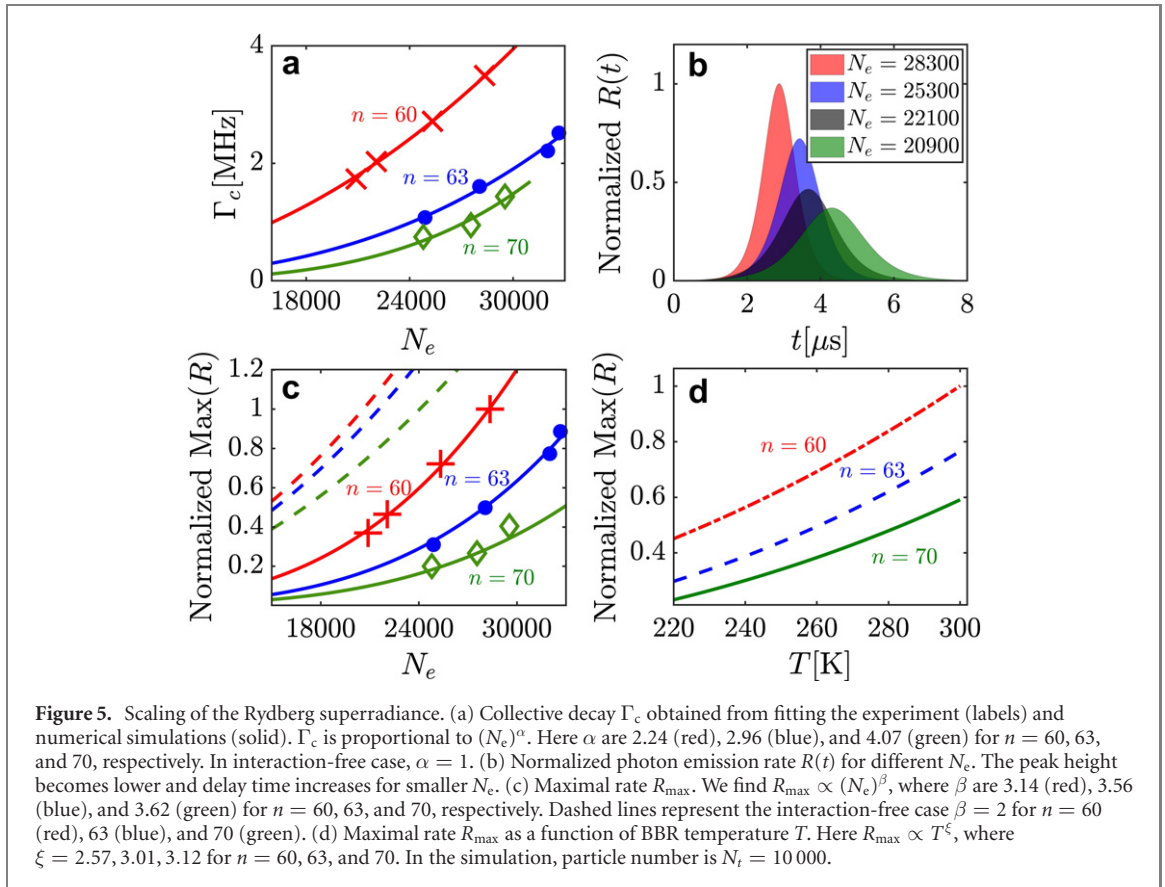 a
b
4
3
2
1
0
Γc[MHz]
n = 60
n = 63
n = 70
18000 24000 30000
Ne
1
0.5
0
Normalized R(t)
Ne = 28300
Ne = 25300
Ne = 22100
Ne = 20900
0 2 4 6 8
t[μs]
c
d
1.2
1
0.8
0.6
0.4
0.2
Normalized Max(R)
n = 60
n = 63
n = 70
18000 24000 30000
Ne
1
0.8
0.6
0.4
Normalized Max(R)
n = 60
n = 63
n = 70
220 240 260 280 300
T[K]
Figure 5. Scaling of the Rydberg superradiance. (a) Collective decay Γc obtained from fitting the experiment (labels) and
numerical simulations (solid). Γc is proportional to (Ne)^α. Here α are 2.24 (red), 2.96 (blue), and 4.07 (green) for n = 60, 63,
and 70, respectively. In interaction-free case, α = 1. (b) Normalized photon emission rate R(t) for different Ne. The peak height
becomes lower and delay time increases for smaller Ne. (c) Maximal rate Rmax. We find Rmax ∝ (Ne)^β, where β are 3.14 (red), 3.56
(blue), and 3.62 (green) for n = 60, 63, and 70, respectively. Dashed lines represent the interaction-free case β = 2 for n = 60
(red), 63 (blue), and 70 (green). (d) Maximal rate Rmax as a function of BBR temperature T. Here Rmax ∝ T^ξ, where
ξ = 2.57, 3.01, 3.12 for n = 60, 63, and 70. In the simulation, particle number is Nt = 10 000.